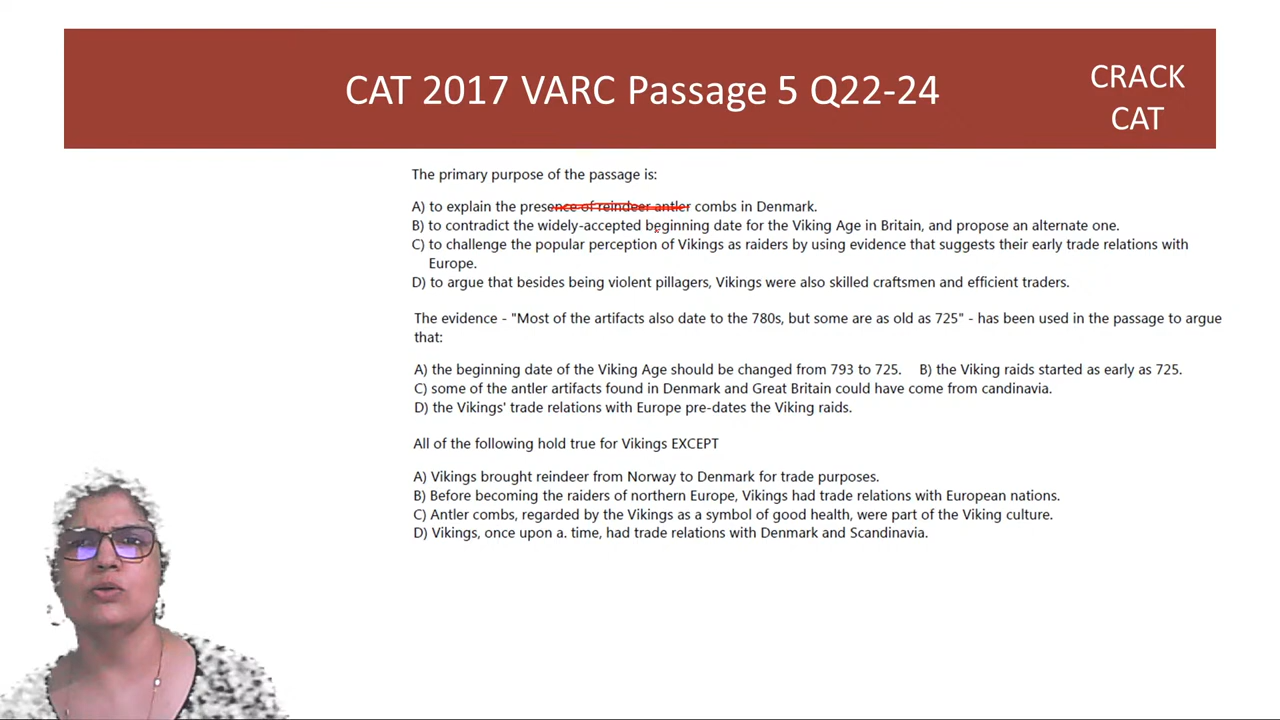 CAT 2017 VARC Passage 5 Q22-24
CRACK
CAT
The primary purpose of the passage is:
A) to explain the presence of reindeer antler combs in Denmark.
B) to contradict the widely-accepted beginning date for the Viking Age in Britain, and propose an alternate one.
C) to challenge the popular perception of Vikings as raiders by using evidence that suggests their early trade relations with
Europe.
D) to argue that besides being violent pillagers, Vikings were also skilled craftsmen and efficient traders.
The evidence - "Most of the artifacts also date to the 780s, but some are as old as 725" - has been used in the passage to argue
that:
A) the beginning date of the Viking Age should be changed from 793 to 725. B) the Viking raids started as early as 725.
C) some of the antler artifacts found in Denmark and Great Britain could have come from candinavia.
D) the Vikings' trade relations with Europe pre-dates the Viking raids.
All of the following hold true for Vikings EXCEPT
A) Vikings brought reindeer from Norway to Denmark for trade purposes.
B) Before becoming the raiders of northern Europe, Vikings had trade relations with European nations.
C) Antler combs, regarded by the Vikings as a symbol of good health, were part of the Viking culture.
D) Vikings, once upon a. time, had trade relations with Denmark and Scandinavia.